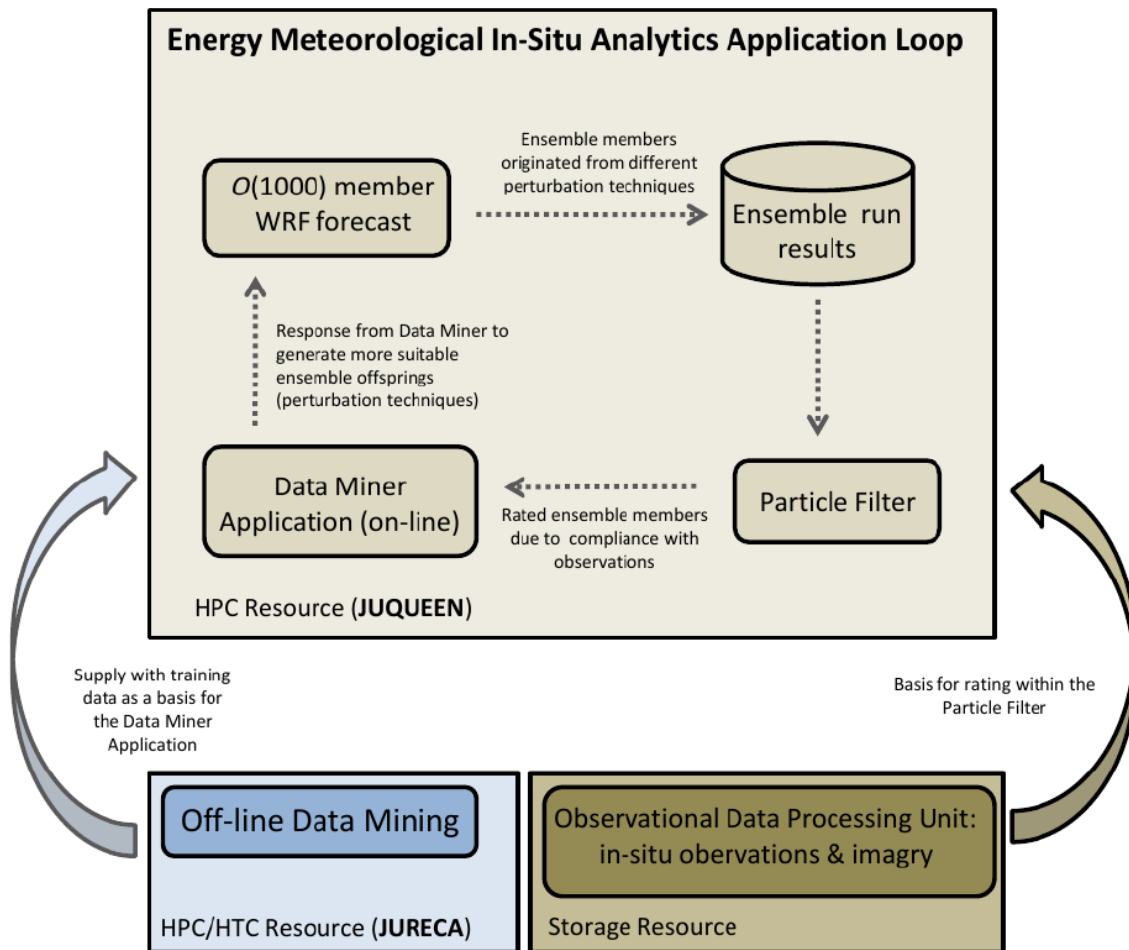 Energy Meteorological In-Situ Analytics Application Loop
O(1000) member
WRF forecast
Ensemble members
originated from different
perturbation techniques
Ensemble run
results
Response from Data Miner to
generate more suitable
ensemble offsprings
(perturbation techniques)
Data Miner
Application (on-line)
Rated ensemble members
due to compliance with
observations
Particle Filter
HPC Resource (JUQUEEN)
Supply with training
data as a basis for
the Data Miner
Application
Basis for rating within the
Particle Filter
Off-line Data Mining
HPC/HTC Resource (JURECA)
Observational Data Processing Unit:
in-situ obervations & imagry
Storage Resource